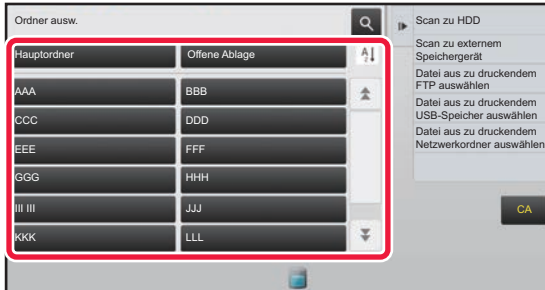 Ordner ausw.
Hauptordner
Offene Ablage
AAA
BBB
CCC
DDD
EEE
FFF
GGG
HHH
III III
JJJ
KKK
LLL
Scan zu HDD
Scan zu externem
Speichergerät
Datei aus zu druckendem
FTP auswählen
Datei aus zu druckendem
USB-Speicher auswählen
Datei aus zu druckendem
Netzwerkordner auswählen
CA